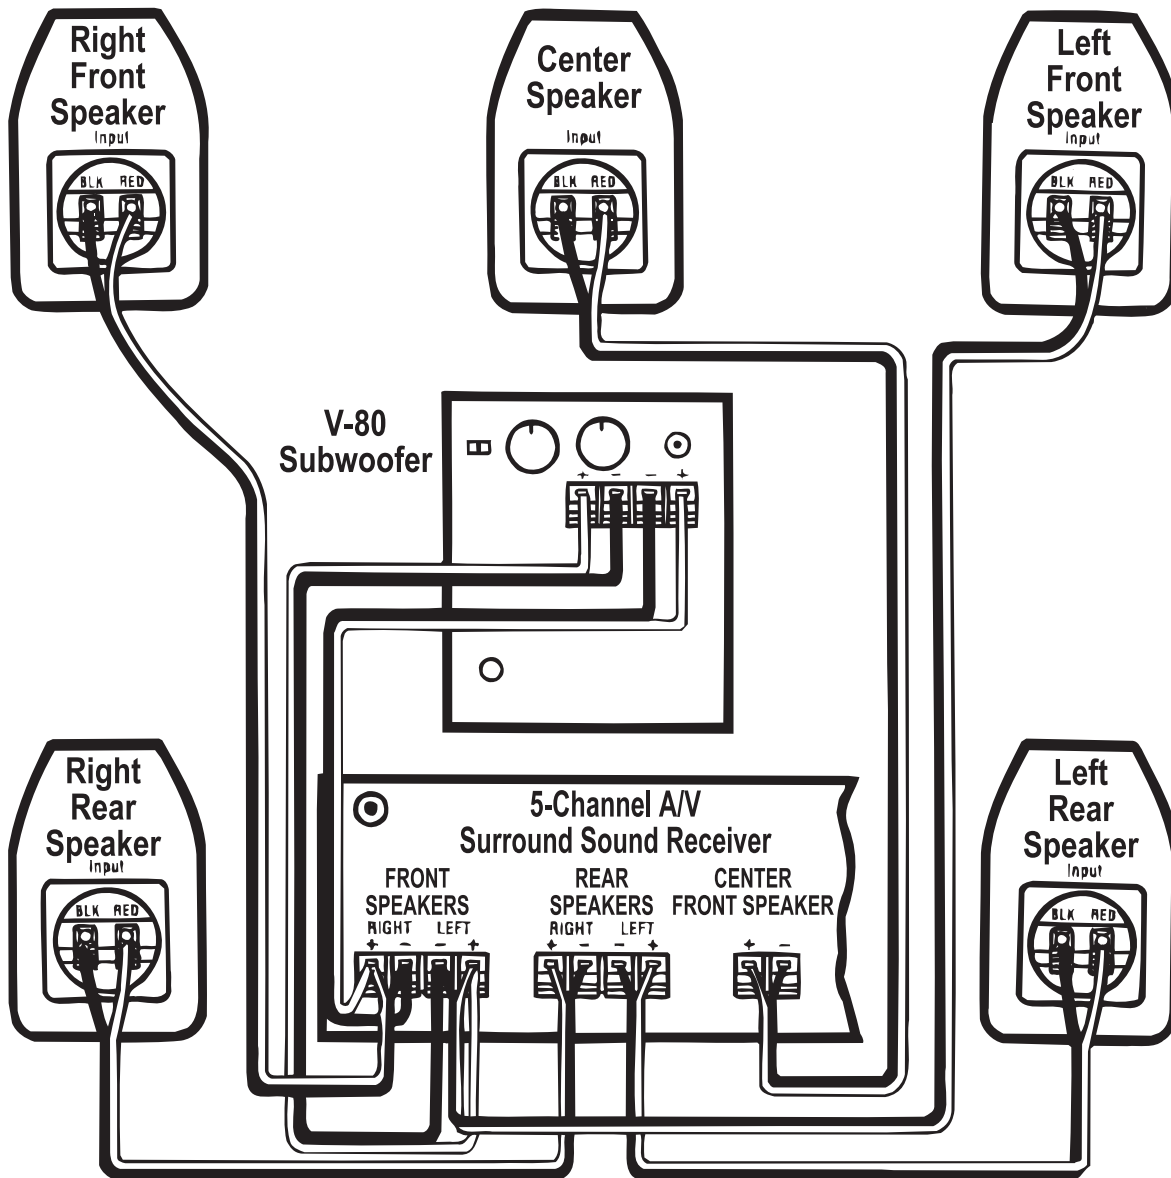 Right
Front
Speaker
Input
BLK RED
Center
Speaker
Input
BLK RED
Left
Front
Speaker
Input
BLK RED
V-80
Subwoofer
+ - - +
Right
Rear
Speaker
Input
BLK RED
5-Channel A/V
Surround Sound Receiver
FRONT
SPEAKERS
RIGHT LEFT
+ - - +
REAR
SPEAKERS
RIGHT LEFT
+ - - +
CENTER
FRONT SPEAKER
+ -
Left
Rear
Speaker
Input
BLK RED